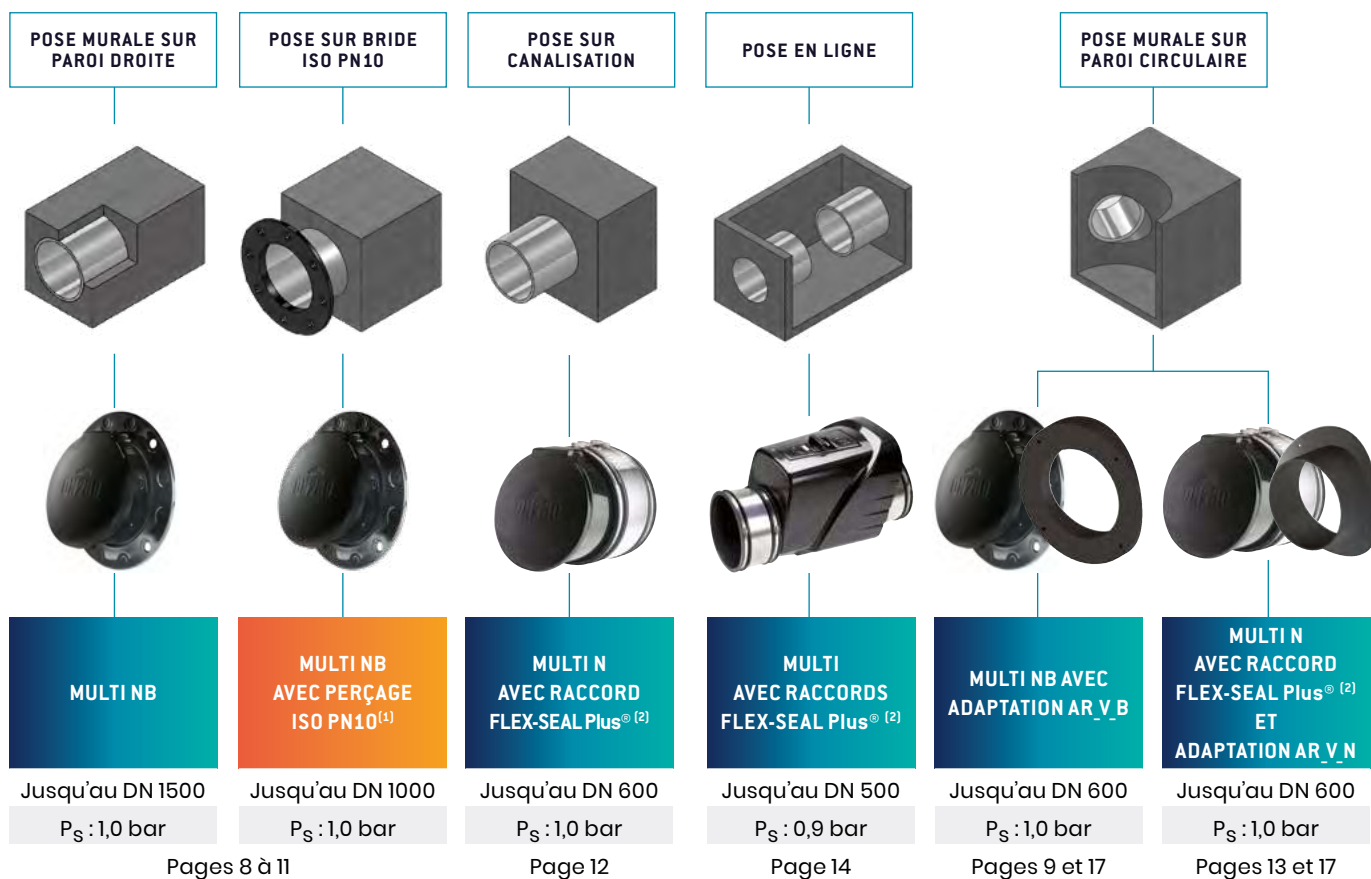 POSE MURALE SUR
PAROI DROITE
POSE SUR BRIDE
ISO PN10
POSE SUR
CANALISATION
POSE EN LIGNE
POSE MURALE SUR
PAROI CIRCULAIRE
MULTI NB
MULTI NB
AVEC PERÇAGE
ISO PN10(1)
MULTI N
AVEC RACCORD
FLEX-SEAL Plus® (2)
MULTI
AVEC RACCORDS
FLEX-SEAL Plus® (2)
MULTI NB AVEC
ADAPTATION AR_V_B
MULTI N
AVEC RACCORD
FLEX-SEAL Plus® (2)
ET
ADAPTATION AR_V_N
Jusqu'au DN 1500
Jusqu'au DN 1000
Jusqu'au DN 600
Jusqu'au DN 500
Jusqu'au DN 600
Jusqu'au DN 600
PS : 1,0 bar
PS : 1,0 bar
PS : 1,0 bar
PS : 0,9 bar
PS : 1,0 bar
PS : 1,0 bar
Pages 8 à 11
Page 12
Page 14
Pages 9 et 17
Pages 13 et 17